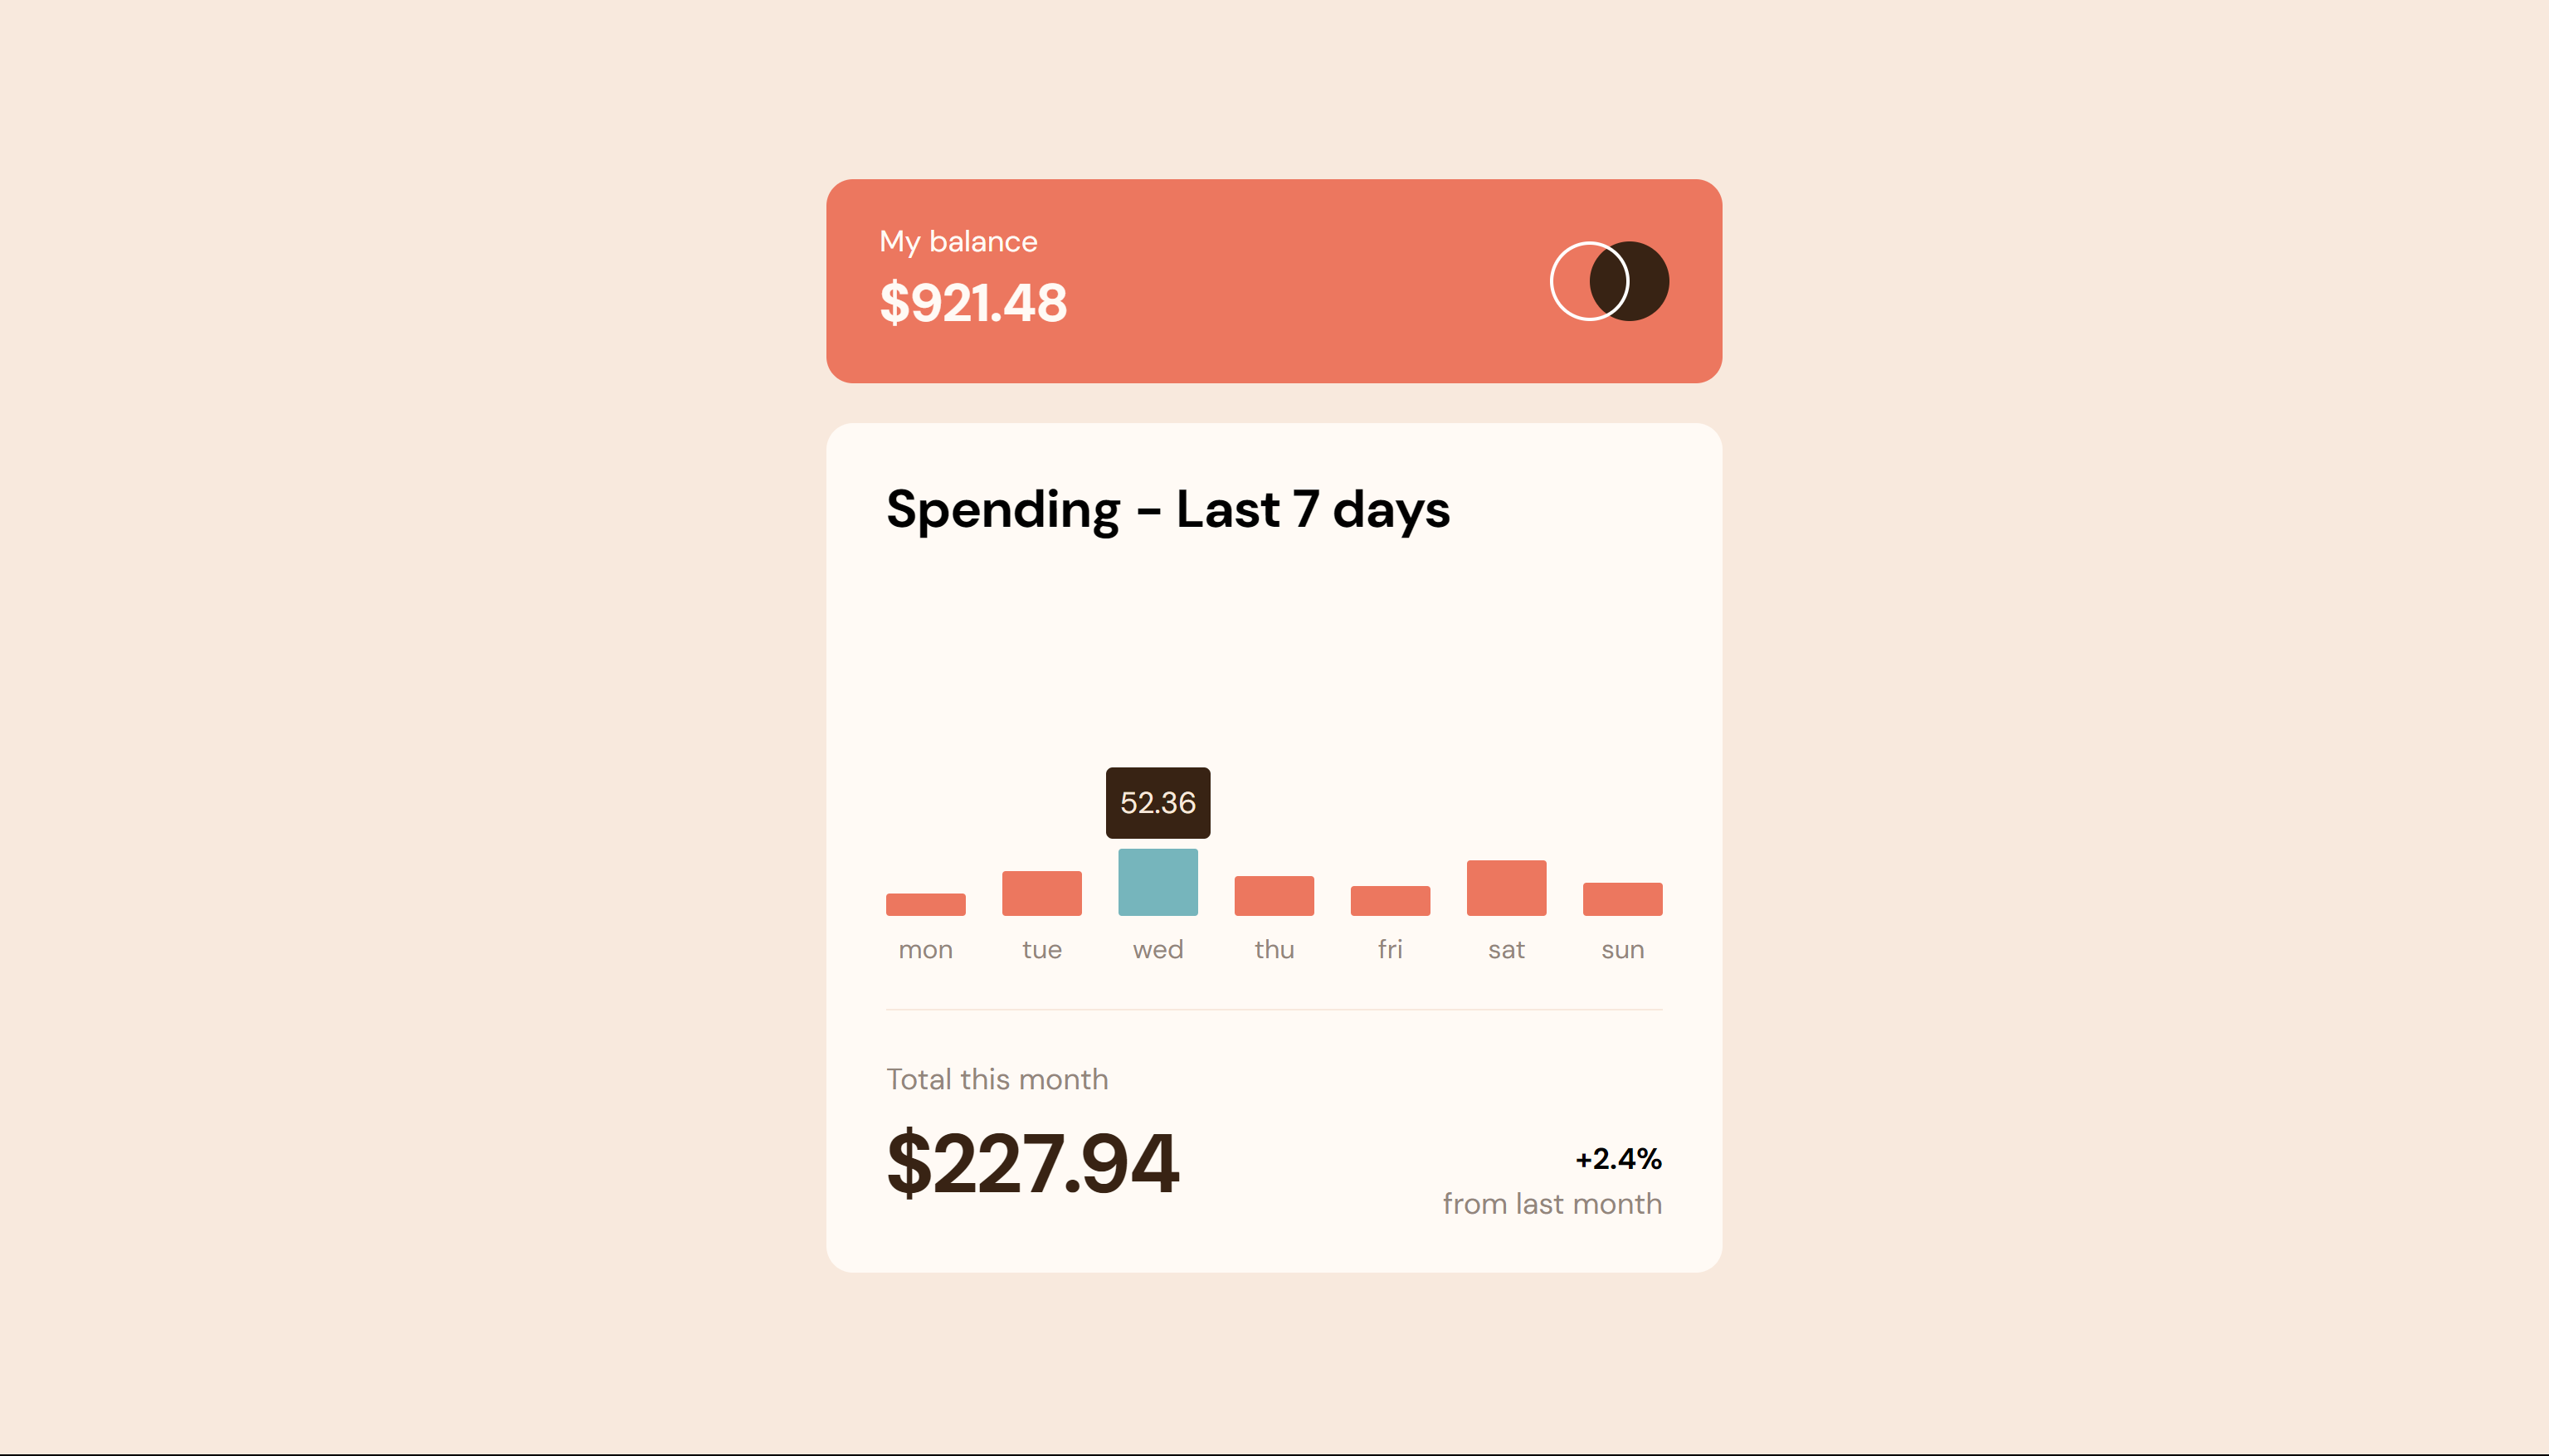 My balance
$921.48
Spending - Last 7 days
52.36
mon tue wed thu fri sat sun
Total this month
$227.94
+2.4%
from last month